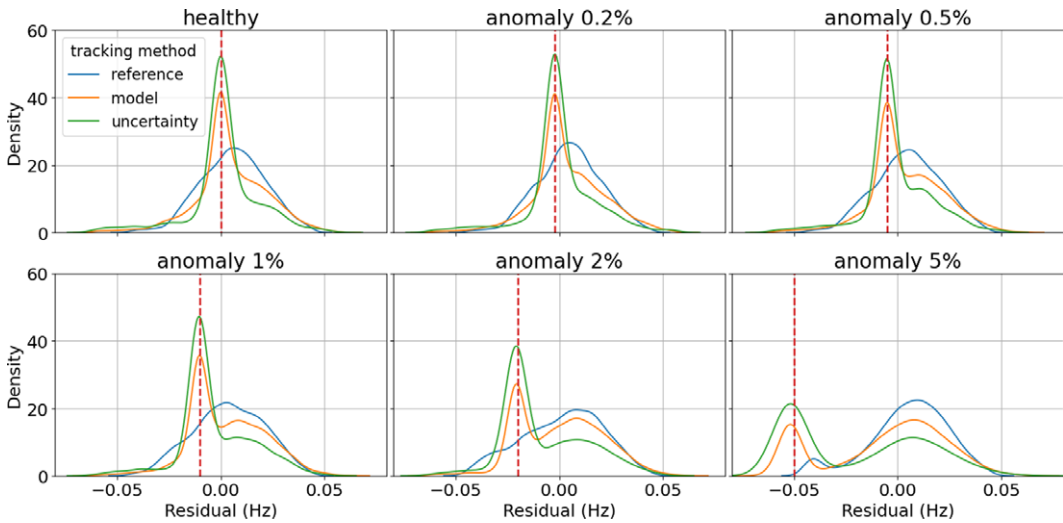 healthy
anomaly 0.2%
anomaly 0.5%
60
40
20
0
Density
tracking method
reference
model
uncertainty
anomaly 1%
anomaly 2%
anomaly 5%
60
40
20
0
Density
−0.05 0.00 0.05
−0.05 0.00 0.05
−0.05 0.00 0.05
Residual (Hz)
Residual (Hz)
Residual (Hz)